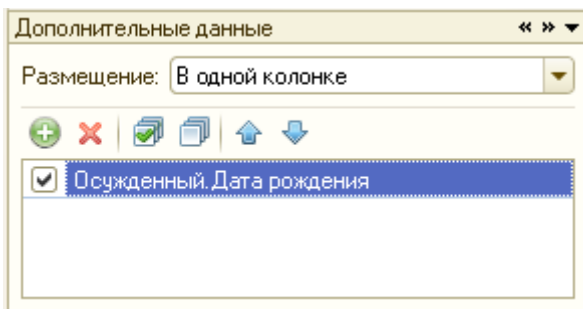 Дополнительные данные
Размещение: В одной колонке
Осужденный.Дата рождения